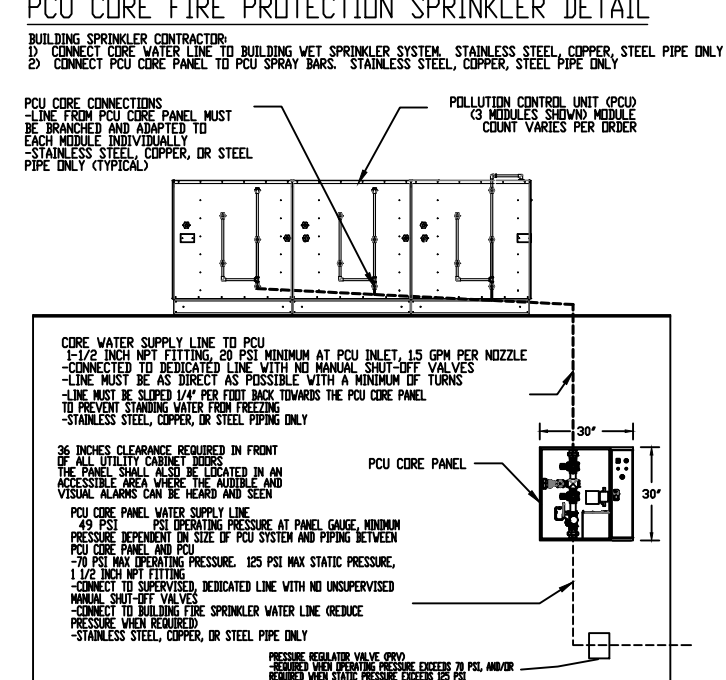 PCU CORE FIRE PROTECTION SPRINKLER DETAIL
BUILDING SPRINKLER CONTRACTOR:
1) CONNECT CORE WATER LINE TO BUILDING WET SPRINKLER SYSTEM. STAINLESS STEEL, COPPER, STEEL PIPE ONLY
2) CONNECT PCU CORE PANEL TO PCU SPRAY BARS. STAINLESS STEEL, COPPER, STEEL PIPE ONLY
PCU CORE CONNECTIONS
-LINE FROM PCU CORE PANEL MUST
BE BRANCHED AND ADAPTED TO
EACH MODULE INDIVIDUALLY
-STAINLESS STEEL, COPPER, OR STEEL
PIPE ONLY (TYPICAL)
POLLUTION CONTROL UNIT (PCU)
(3 MODULES SHOWN) MODULE
COUNT VARIES PER ORDER
CORE WATER SUPPLY LINE TO PCU
1-1/2 INCH NPT FITTING, 20 PSI MINIMUM AT PCU INLET, 1.5 GPM PER NOZZLE
-CONNECTED TO DEDICATED LINE WITH NO MANUAL SHUT-OFF VALVES
-LINE MUST BE AS DIRECT AS POSSIBLE WITH A MINIMUM OF TURNS
-LINE MUST BE SLOPED 1/4" PER FOOT BACK TOWARDS THE PCU CORE PANEL
TO PREVENT STANDING WATER FROM FREEZING
-STAINLESS STEEL, COPPER, OR STEEL PIPING ONLY
36 INCHES CLEARANCE REQUIRED IN FRONT
OF ALL UTILITY CABINET DOORS
THE PANEL SHALL ALSO BE LOCATED IN AN
ACCESSIBLE AREA WHERE THE AUDIBLE AND
VISUAL ALARMS CAN BE HEARD AND SEEN
PCU CORE PANEL
30"
30"
PCU CORE PANEL WATER SUPPLY LINE
49 PSI PSI OPERATING PRESSURE AT PANEL GAUGE, MINIMUM
PRESSURE DEPENDENT ON SIZE OF PCU SYSTEM AND PIPING BETWEEN
PCU CORE PANEL AND PCU
-70 PSI MAX OPERATING PRESSURE. 125 PSI MAX STATIC PRESSURE,
1 1/2 INCH NPT FITTING
-CONNECT TO SUPERVISED, DEDICATED LINE WITH NO UNSUPERVISED
MANUAL SHUT-OFF VALVES
-CONNECT TO BUILDING FIRE SPRINKLER WATER LINE (REDUCE
PRESSURE WHEN REQUIRED)
-STAINLESS STEEL, COPPER, OR STEEL PIPE ONLY
PRESSURE REGULATOR VALVE (PRV)
-REQUIRED WHEN OPERATING PRESSURE EXCEEDS 70 PSI, AND/OR
REQUIRED WHEN STATIC PRESSURE EXCEEDS 125 PSI